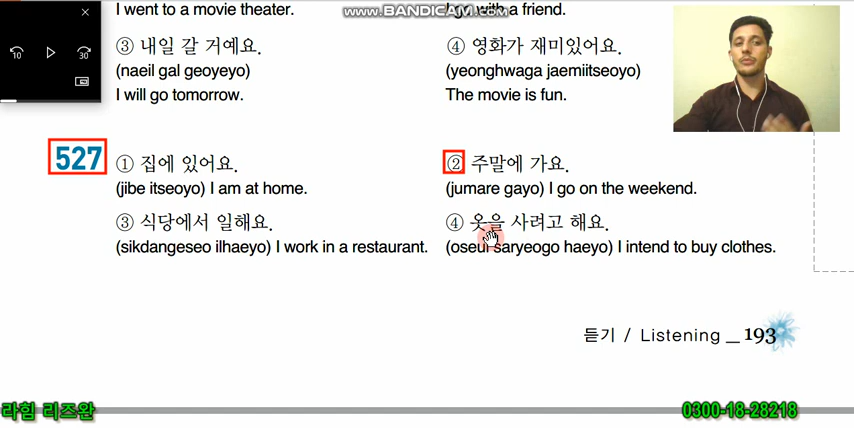 www.BANDICAM.com
I went to a movie theater.
③ 내일 갈 거예요.
④ 영화가 재미있어요.
(naeil gal geoyeyo)
(yeonghwaga jaemiitseoyo)
I will go tomorrow.
The movie is fun.
527
① 집에 있어요.
② 주말에 가요.
(jibe itseoyo) I am at home.
(jumare gayo) I go on the weekend.
③ 식당에서 일해요.
④ 옷을 사려고 해요.
(sikdangeseo ilhaeyo) I work in a restaurant.
(oseul saryeogo haeyo) I intend to buy clothes.
듣기 / Listening _ 193
라힘 리즈완
0300-18-28218
10
30